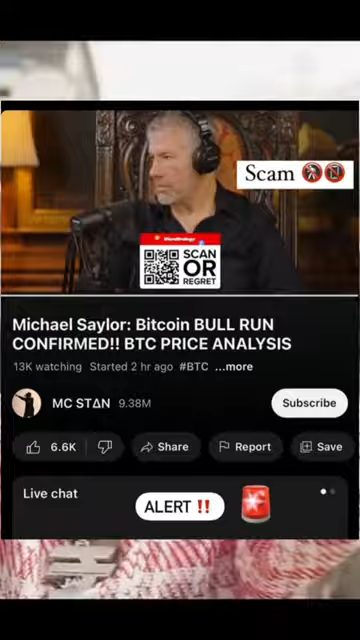 Scam
SCAN
OR
REGRET
Michael Saylor: Bitcoin BULL RUN
CONFIRMED!! BTC PRICE ANALYSIS
13K watching Started 2 hr ago #BTC ...more
MC STΔN 9.38M
Subscribe
6.6K
Share
Report
Save
Live chat
ALERT ‼️